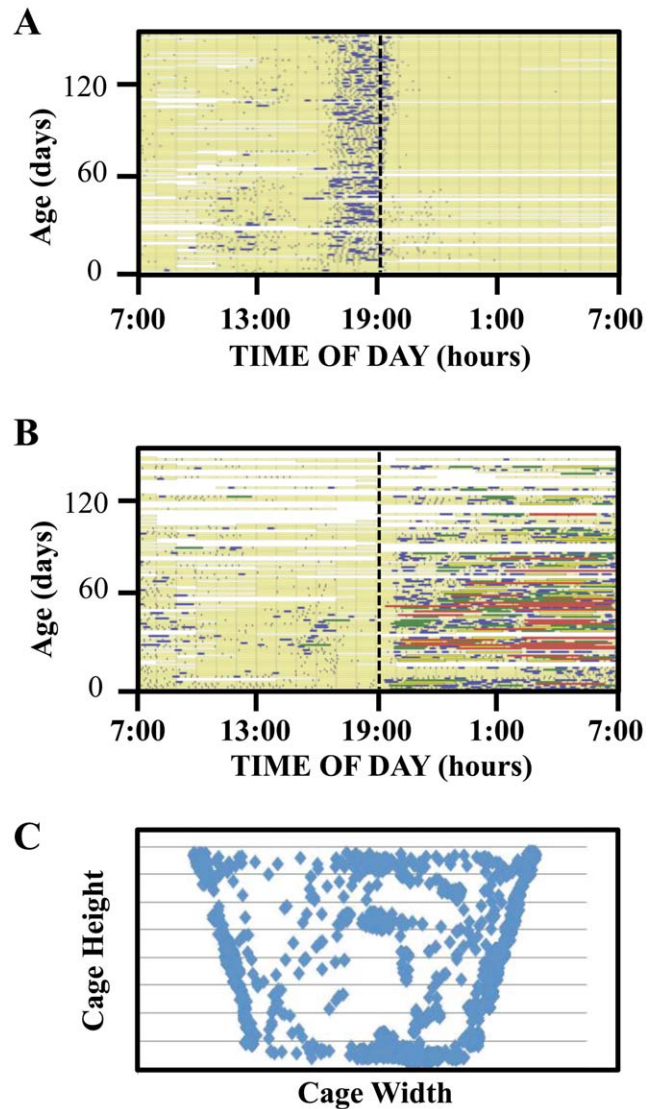 A
Age (days)
120
60
0
7:00 13:00 19:00 1:00 7:00
TIME OF DAY (hours)
B
Age (days)
120
60
0
7:00 13:00 19:00 1:00 7:00
TIME OF DAY (hours)
C
Cage Height
Cage Width